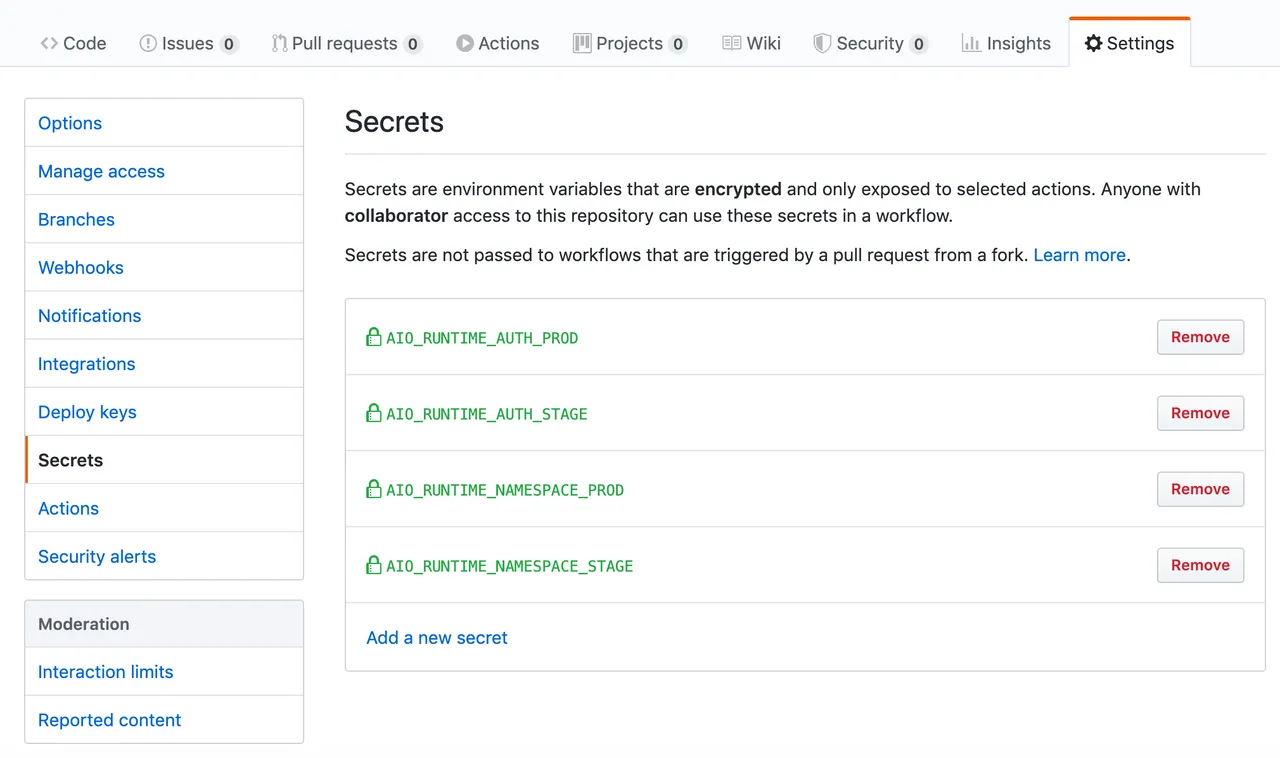 Code Issues 0 Pull requests 0 Actions Projects 0 Wiki Security 0 Insights Settings
Options
Manage access
Branches
Webhooks
Notifications
Integrations
Deploy keys
Secrets
Actions
Security alerts
Moderation
Interaction limits
Reported content
Secrets
Secrets are environment variables that are encrypted and only exposed to selected actions. Anyone with
collaborator access to this repository can use these secrets in a workflow.
Secrets are not passed to workflows that are triggered by a pull request from a fork. Learn more.
AIO_RUNTIME_AUTH_PROD Remove
AIO_RUNTIME_AUTH_STAGE Remove
AIO_RUNTIME_NAMESPACE_PROD Remove
AIO_RUNTIME_NAMESPACE_STAGE Remove
Add a new secret